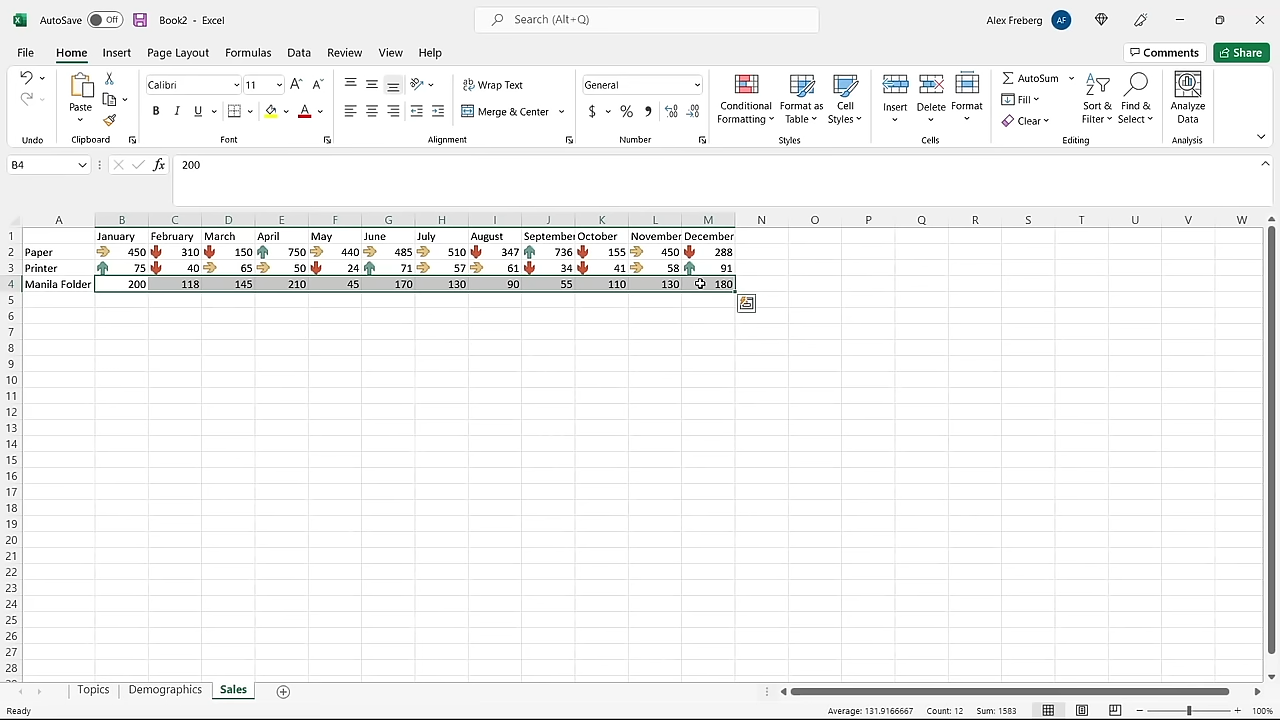 AutoSave Off Book2 - Excel Search (Alt+Q) Alex Freberg AF
File Home Insert Page Layout Formulas Data Review View Help Comments Share
Calibri 11 Wrap Text General AutoSum
Paste B I U Merge & Center $ % Conditional Formatting Format as Table Cell Styles Insert Delete Format Fill Clear Sort & Filter Find & Select Analyze Data
Undo Clipboard Font Alignment Number Styles Cells Editing Analysis
B4 fx 200
A B C D E F G H I J K L M N O P Q R S T U V W
1 January February March April May June July August September October November December
2 Paper 450 310 150 750 440 485 510 347 736 155 450 288
3 Printer 75 40 65 50 24 71 57 61 34 41 58 91
4 Manila Folder 200 118 145 210 45 170 130 90 55 110 130 180
5
6
7
8
9
10
11
12
13
14
15
16
17
18
19
20
21
22
23
24
25
26
27
28
Topics Demographics Sales
Ready Average: 131.9166667 Count: 12 Sum: 1583 100%